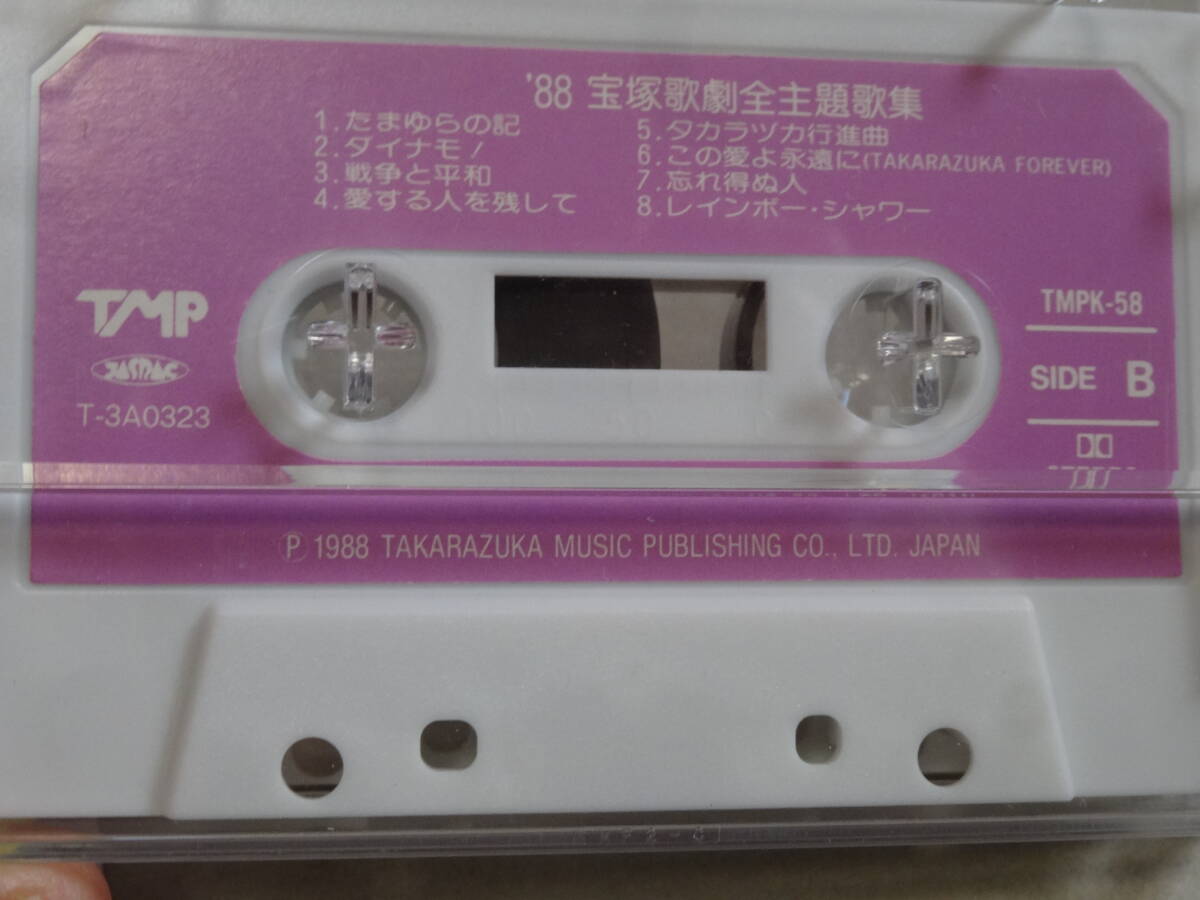 '88 宝塚歌劇全主題歌集
1.たまゆらの記
2.ダイナモ!
3.戦争と平和
4.愛する人を残して
5.タカラヅカ行進曲
6.この愛よ永遠に(TAKARAZUKA FOREVER)
7.忘れ得ぬ人
8.レインボー・シャワー
TMP
JASRAC
T-3A0323
TMPK-58
SIDE B
Ⓟ 1988 TAKARAZUKA MUSIC PUBLISHING CO., LTD. JAPAN